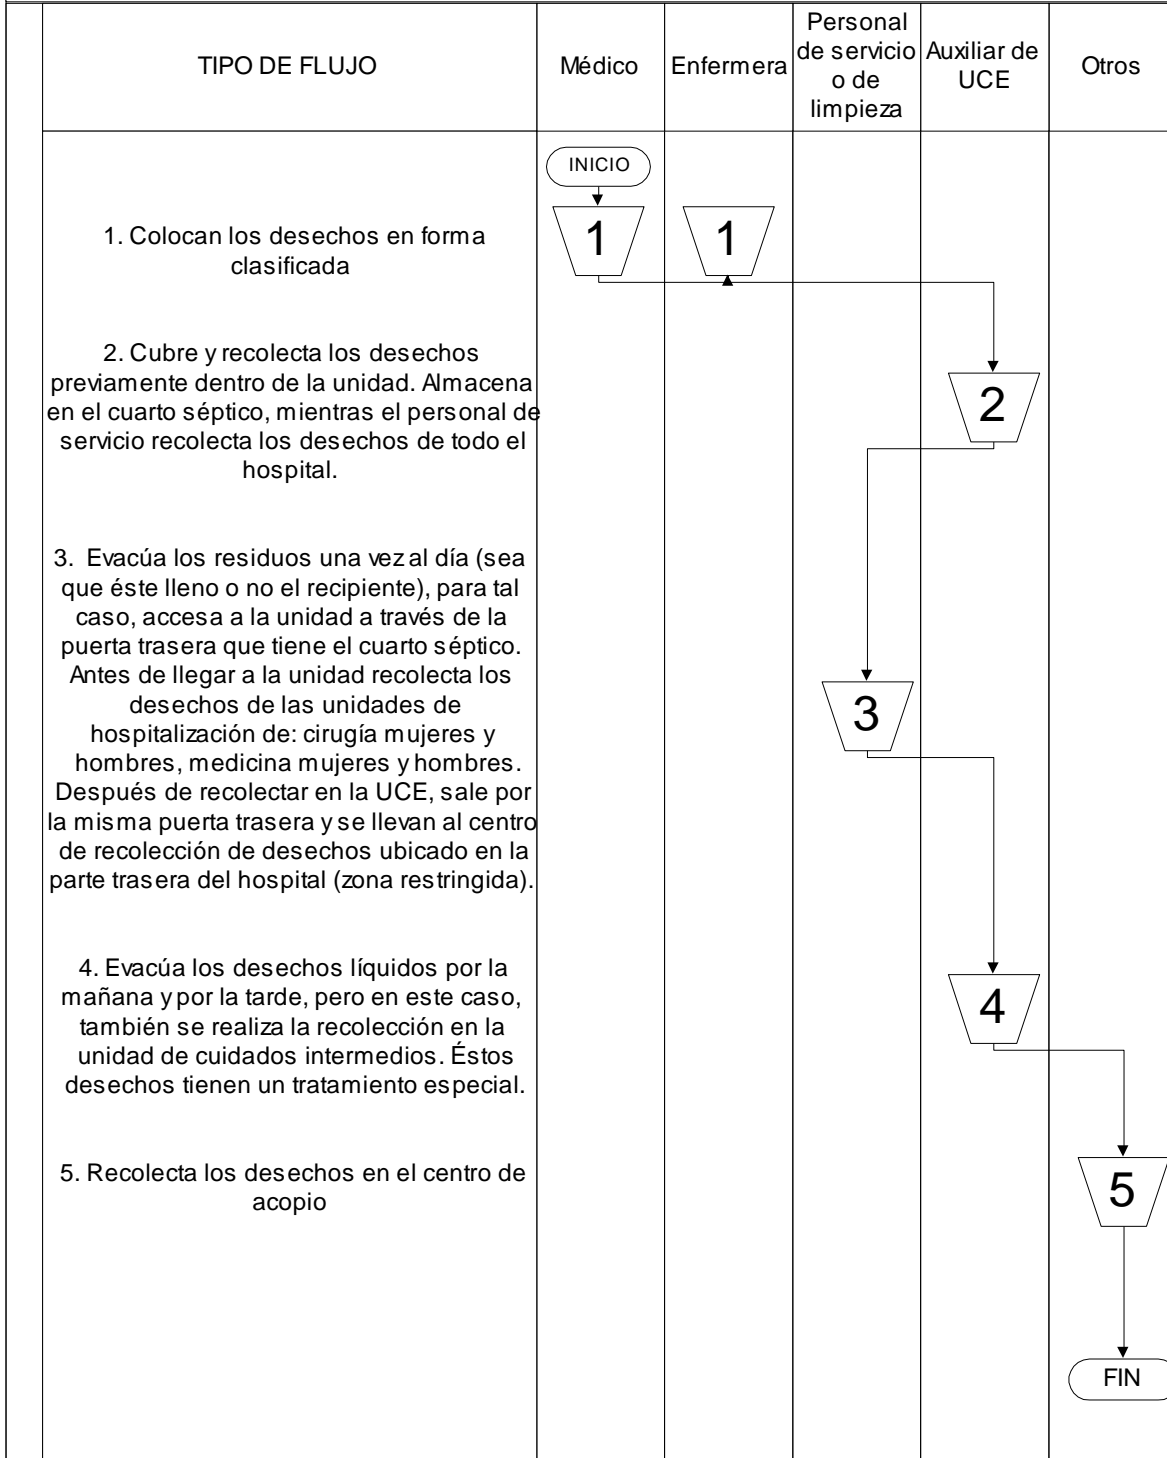 TIPO DE FLUJO
Médico
Enfermera
Personal
de servicio
o de
limpieza
Auxiliar de
UCE
Otros
INICIO
1. Colocan los desechos en forma
clasificada
1
1
2. Cubre y recolecta los desechos
previamente dentro de la unidad. Almacena
en el cuarto séptico, mientras el personal de
servicio recolecta los desechos de todo el
hospital.
2
3. Evacúa los residuos una vez al día (sea
que éste lleno o no el recipiente), para tal
caso, accesa a la unidad a través de la
puerta trasera que tiene el cuarto séptico.
Antes de llegar a la unidad recolecta los
desechos de las unidades de
hospitalización de: cirugía mujeres y
hombres, medicina mujeres y hombres.
Después de recolectar en la UCE, sale por
la misma puerta trasera y se llevan al centro
de recolección de desechos ubicado en la
parte trasera del hospital (zona restringida).
3
4. Evacúa los desechos líquidos por la
mañana y por la tarde, pero en este caso,
también se realiza la recolección en la
unidad de cuidados intermedios. Éstos
desechos tienen un tratamiento especial.
4
5. Recolecta los desechos en el centro de
acopio
5
FIN